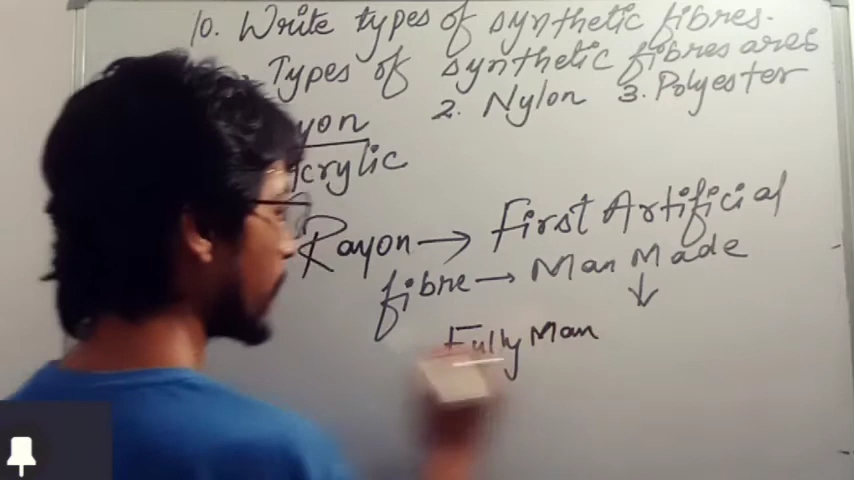 10. Write types of synthetic fibres.
Types of synthetic fibres ares
yon 2. Nylon 3. Polyester
crylic
Rayon → First Artificial
fibre → Man Made
↓
Fully Man